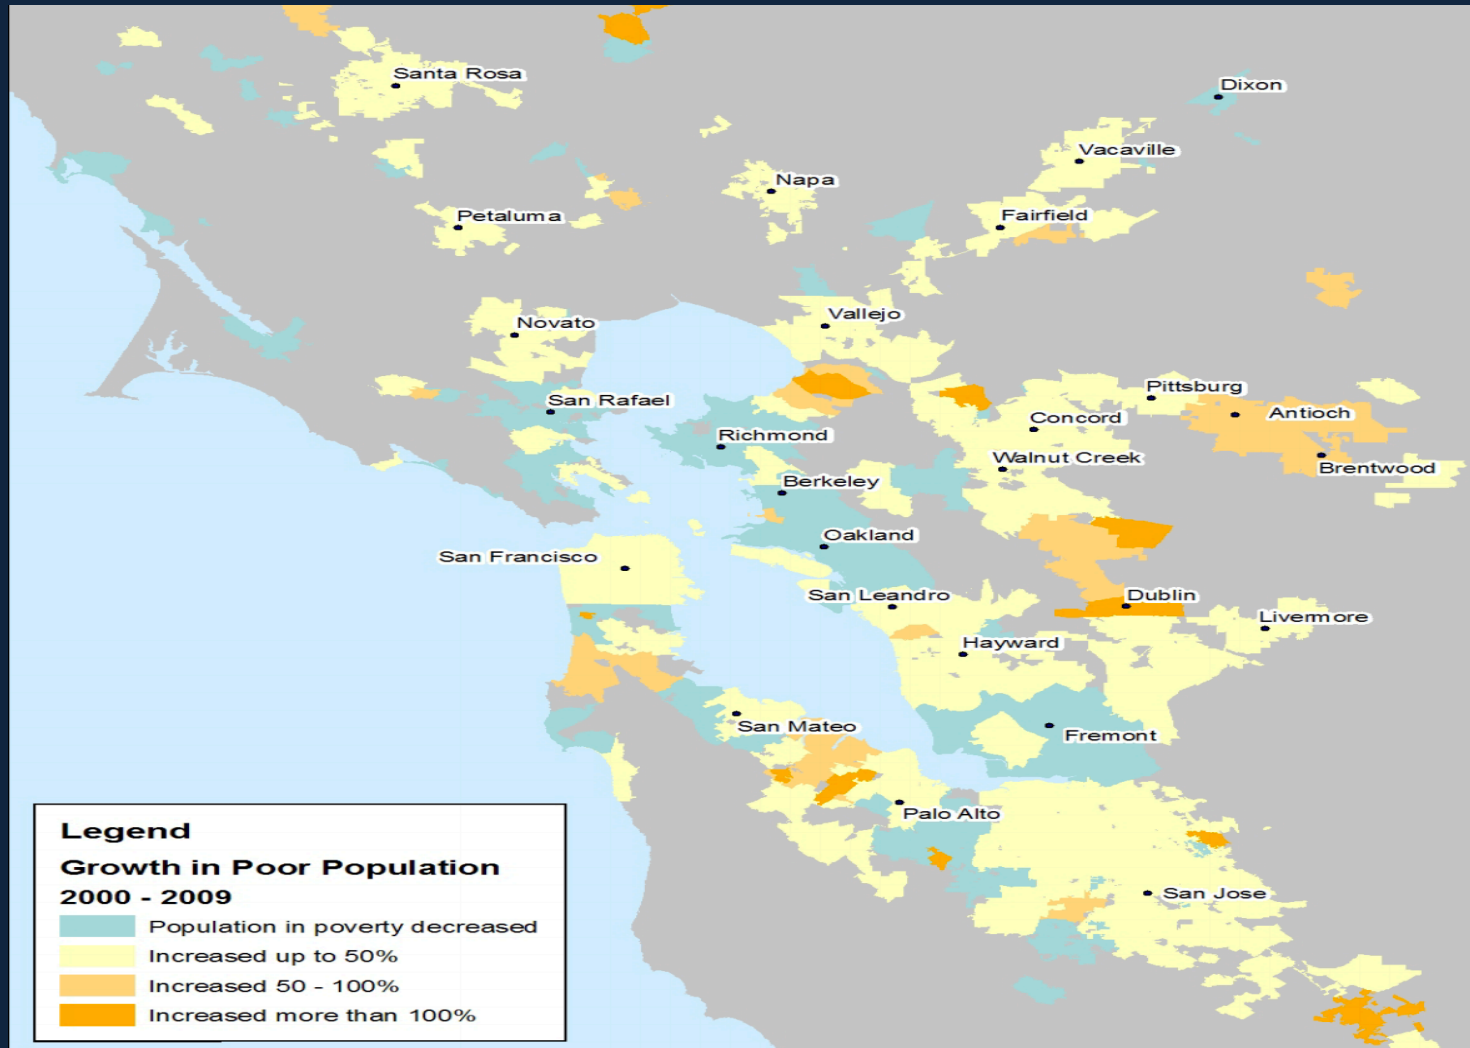 Santa Rosa
Dixon
Vacaville
Napa
Petaluma
Fairfield
Novato
Vallejo
San Rafael
Pittsburg
Antioch
Concord
Richmond
Walnut Creek
Brentwood
Berkeley
Oakland
San Francisco
San Leandro
Dublin
Livermore
Hayward
San Mateo
Fremont
Palo Alto
San Jose
Legend
Growth in Poor Population
2000 - 2009
Population in poverty decreased
Increased up to 50%
Increased 50 - 100%
Increased more than 100%